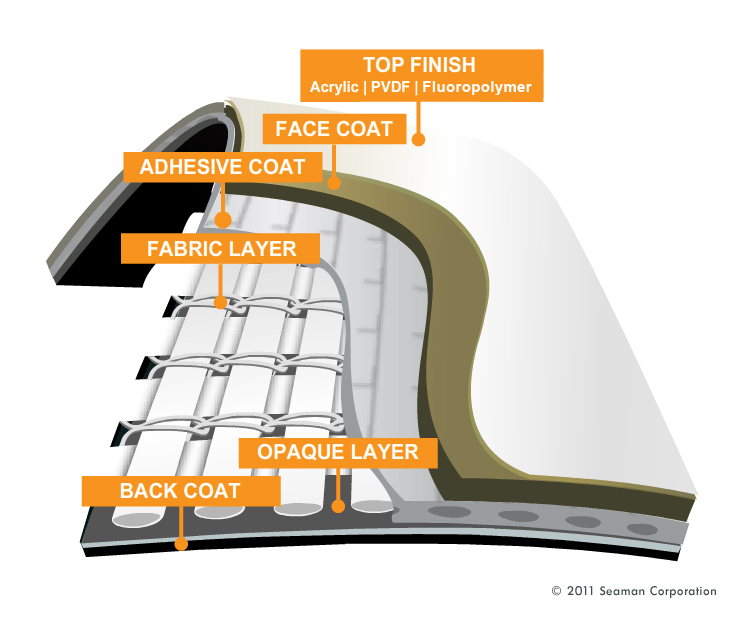 TOP FINISH
Acrylic | PVDF | Fluoropolymer
FACE COAT
ADHESIVE COAT
FABRIC LAYER
OPAQUE LAYER
BACK COAT
© 2011 Seaman Corporation